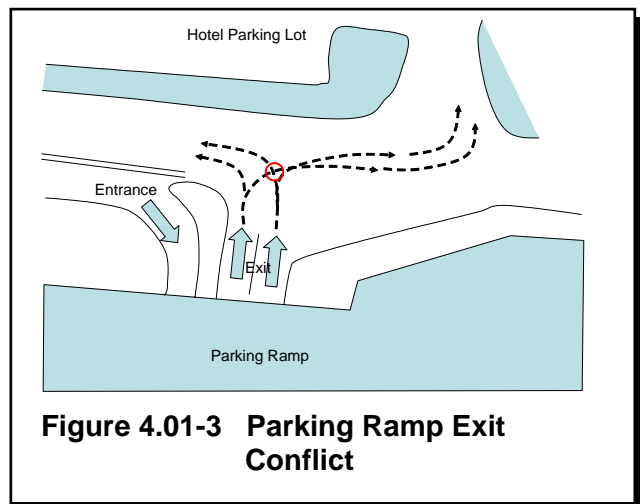 Hotel Parking Lot
Entrance
Exit
Parking Ramp
Figure 4.01-3 Parking Ramp Exit
Conflict